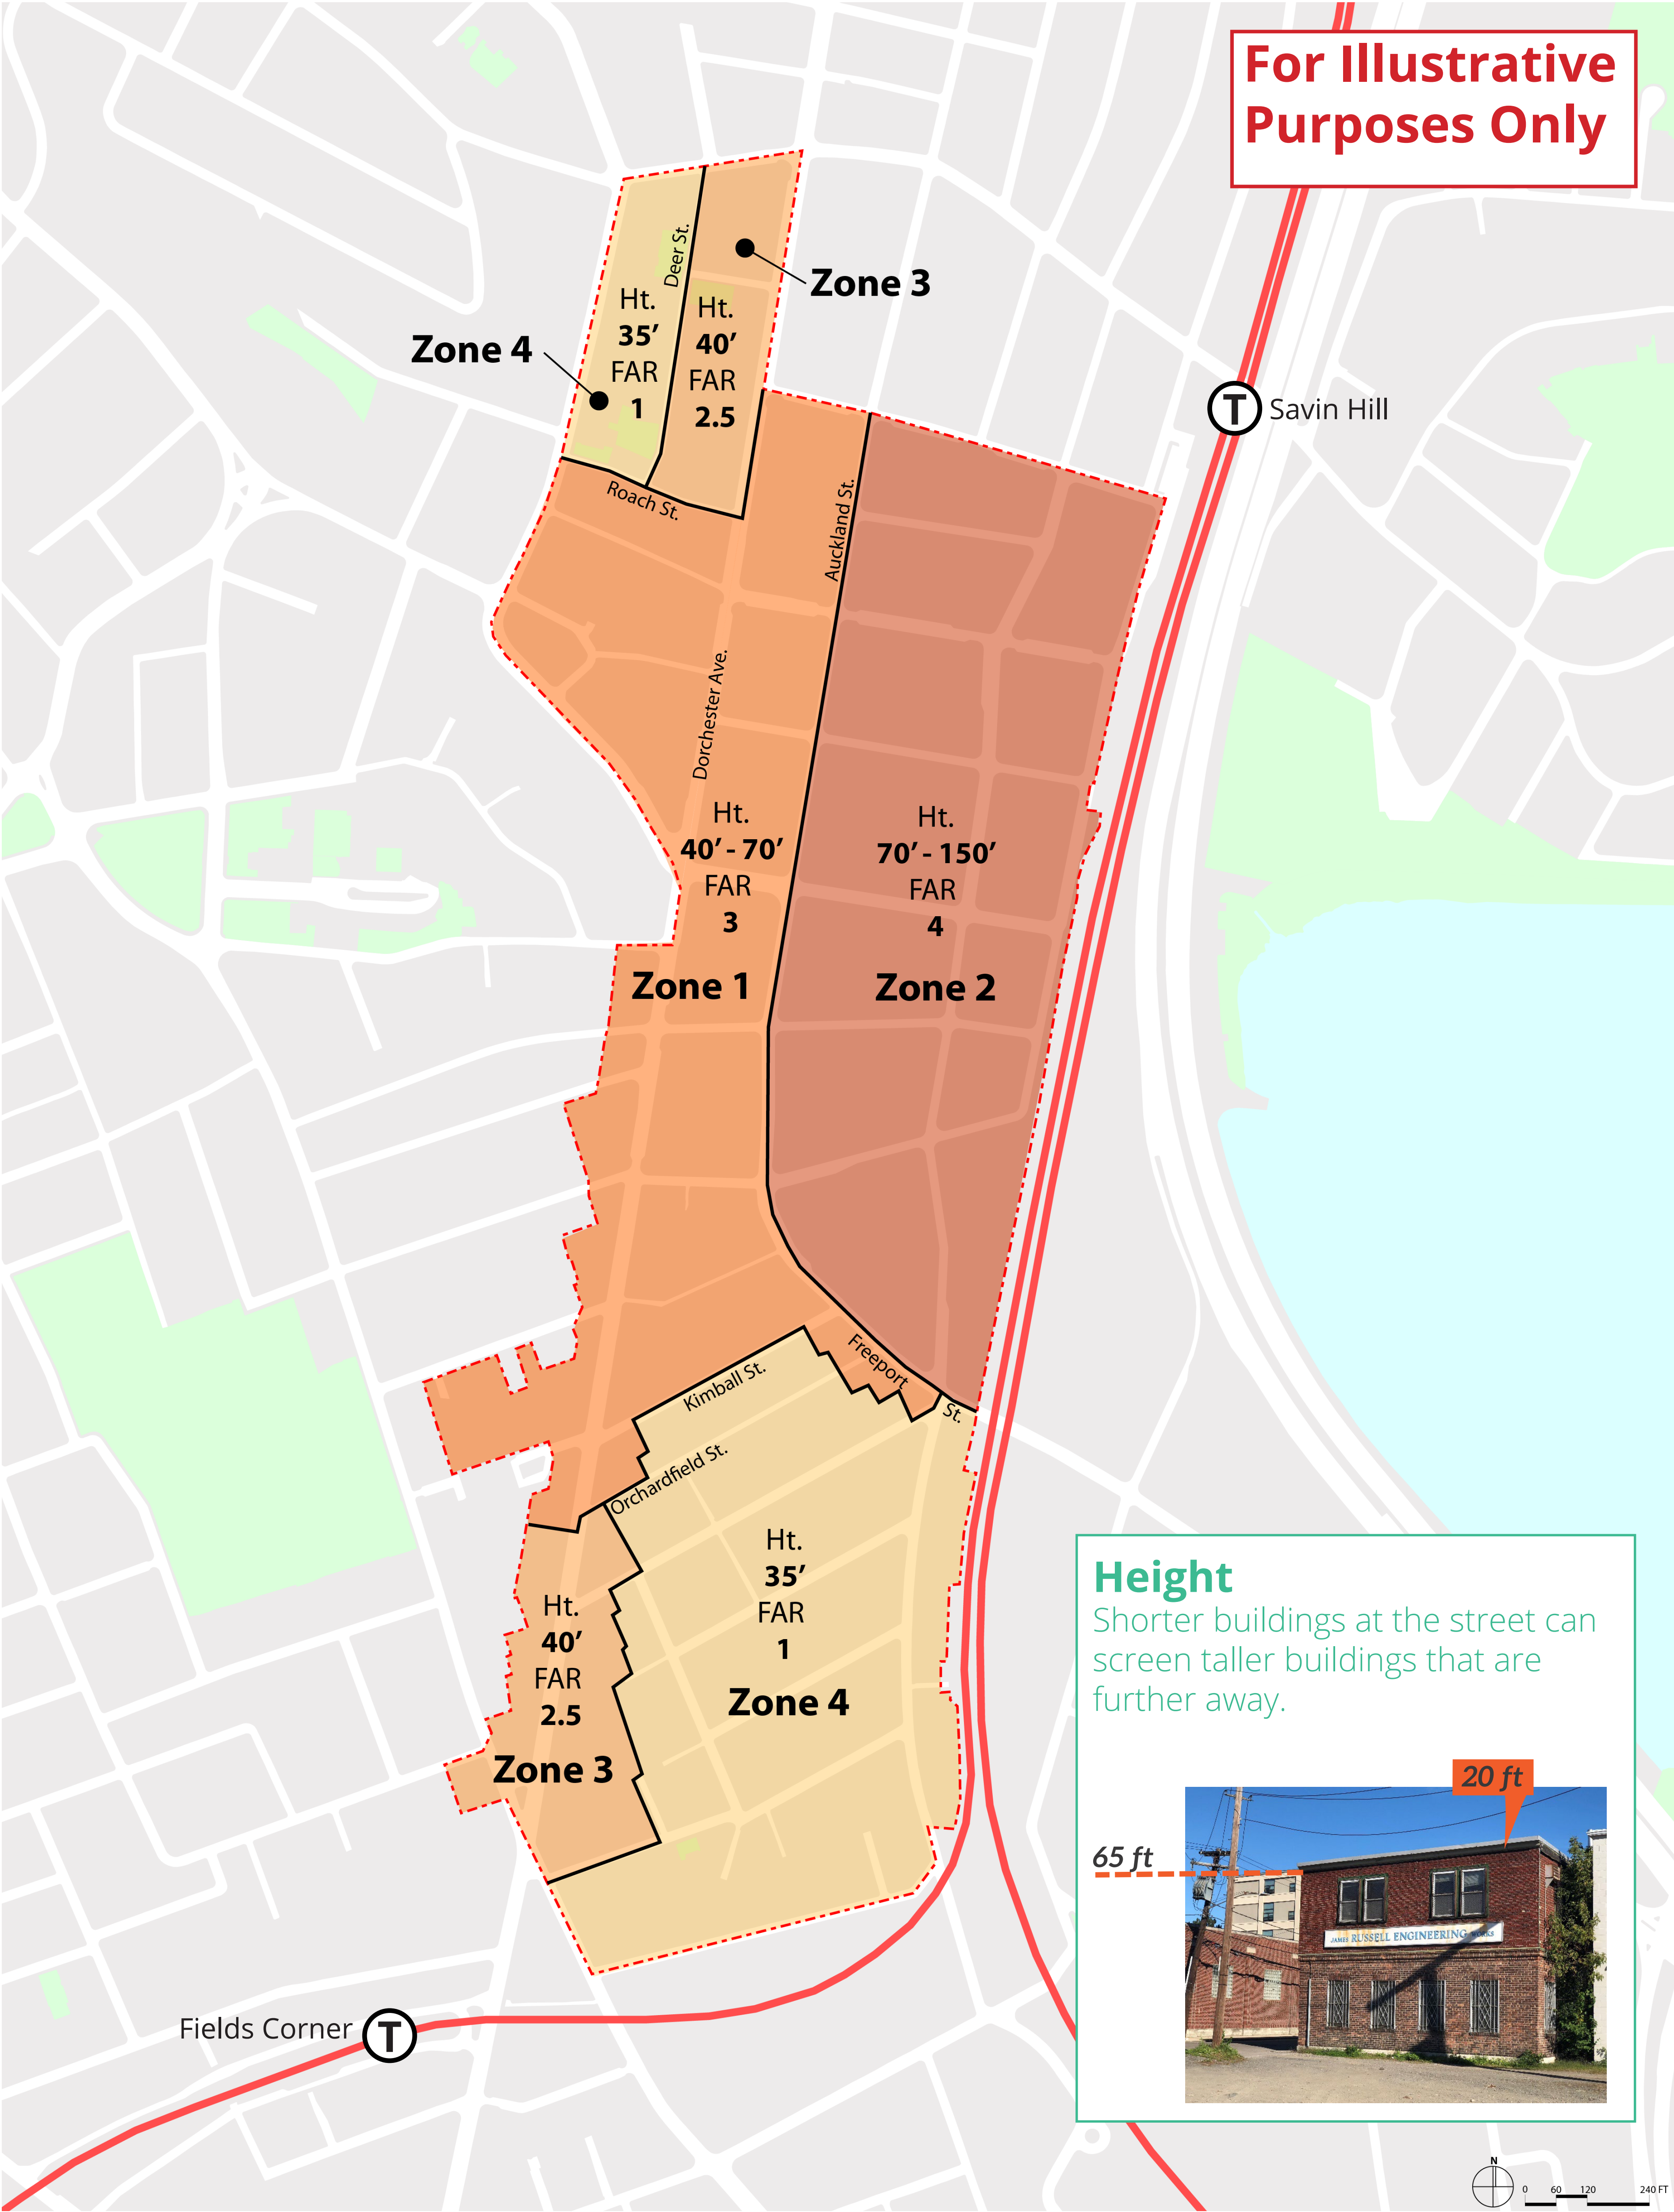 For Illustrative
Purposes Only
Deer St.
Zone 3
Ht.
35’
FAR
1
Ht.
40’
FAR
2.5
Zone 4
Savin Hill
T
Roach St.
Auckland St.
Dorchester Ave.
Ht.
40’ - 70’
FAR
3
Zone 1
Ht.
70’ - 150’
FAR
4
Zone 2
Freeport
St.
Kimball St.
Orchardfield St.
Ht.
35’
FAR
1
Zone 4
Ht.
40’
FAR
2.5
Zone 3
Fields Corner
T
Height
Shorter buildings at the street can
screen taller buildings that are
further away.
20 ft
65 ft
JAMES RUSSELL ENGINEERING WORKS
N
0 60 120 240 FT